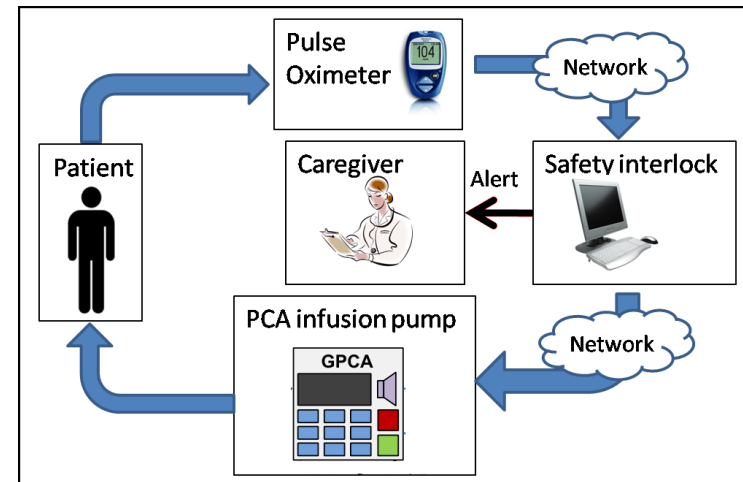 Pulse
Oximeter
104
Network
Patient
Caregiver
Alert
Safety interlock
PCA infusion pump
GPCA
Network